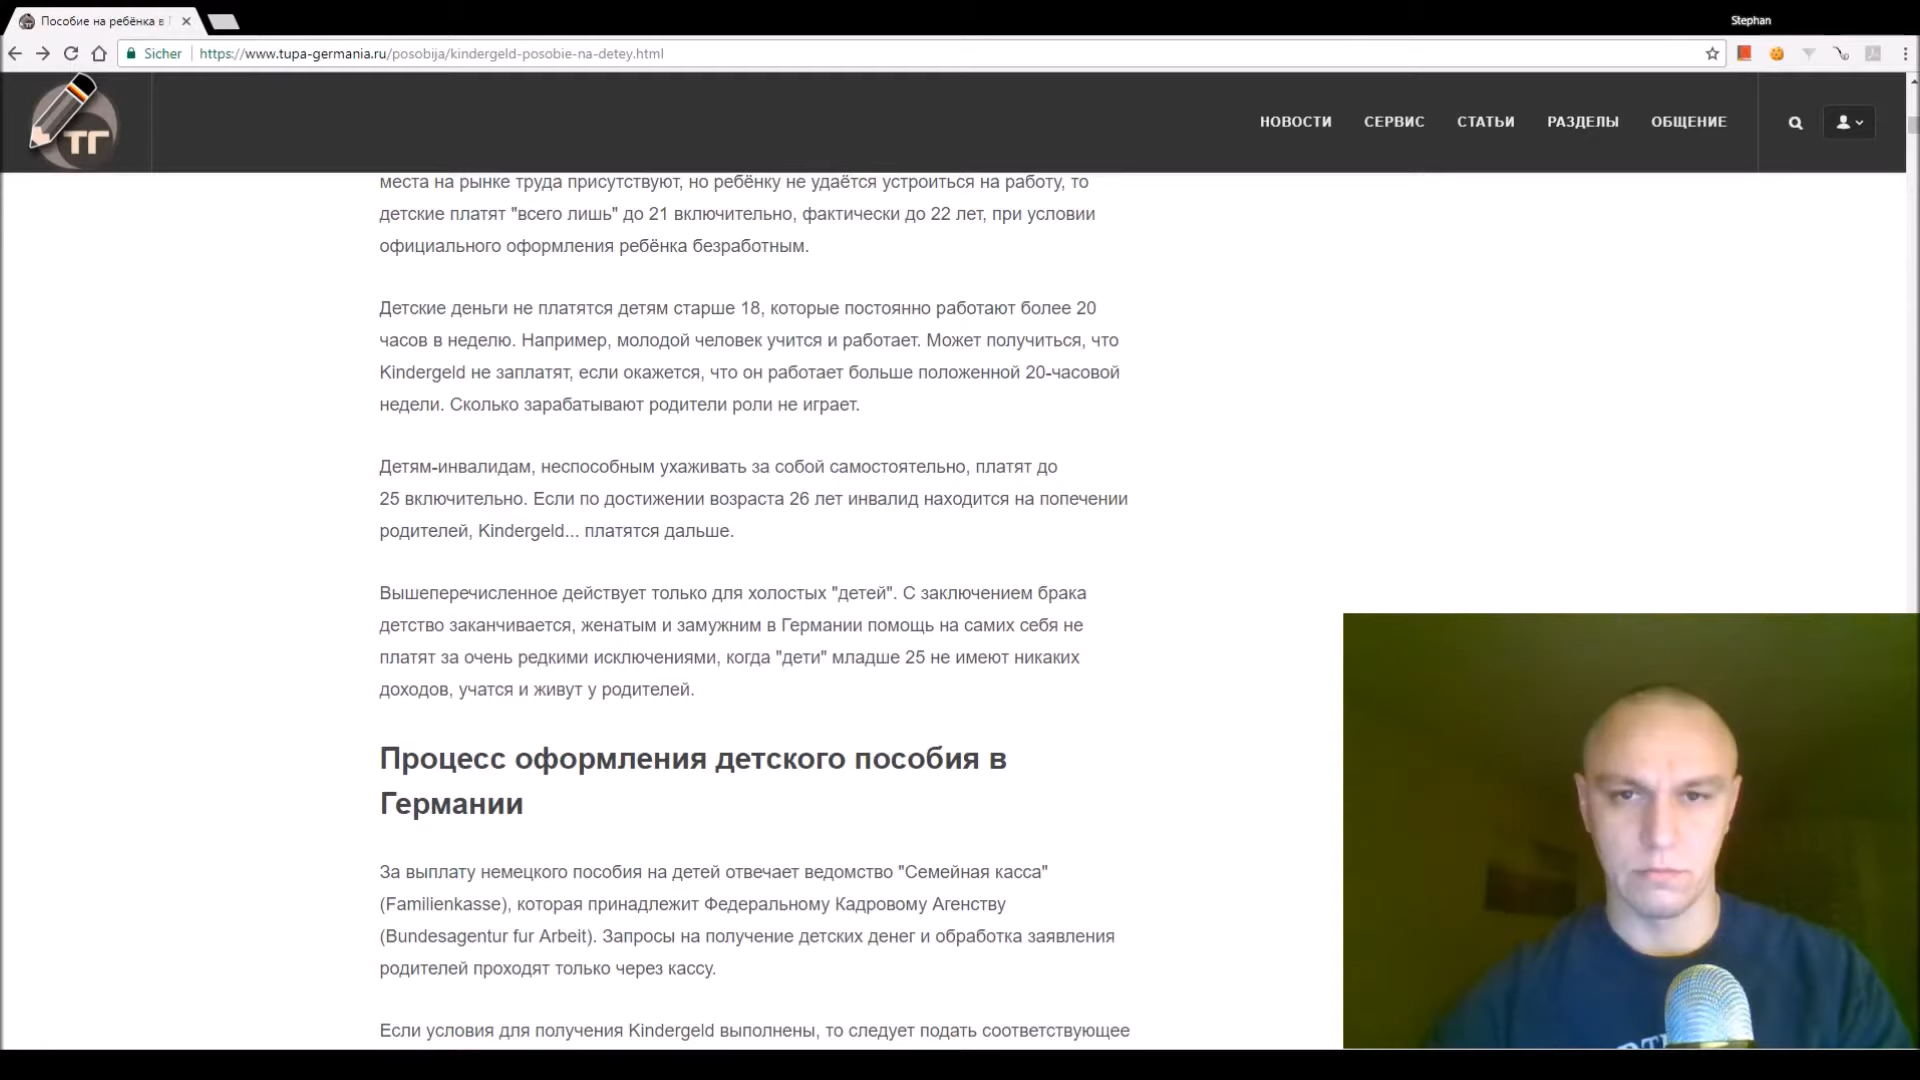 Пособие на ребёнка в
Stephan
Sicher
https://www.tupa-germania.ru/posobija/kindergeld-posobie-na-detey.html
ТГ
НОВОСТИ
СЕРВИС
СТАТЬИ
РАЗДЕЛЫ
ОБЩЕНИЕ
места на рынке труда присутствуют, но ребёнку не удаётся устроиться на работу, то
детские платят "всего лишь" до 21 включительно, фактически до 22 лет, при условии
официального оформления ребёнка безработным.
Детские деньги не платятся детям старше 18, которые постоянно работают более 20
часов в неделю. Например, молодой человек учится и работает. Может получиться, что
Kindergeld не заплатят, если окажется, что он работает больше положенной 20-часовой
недели. Сколько зарабатывают родители роли не играет.
Детям-инвалидам, неспособным ухаживать за собой самостоятельно, платят до
25 включительно. Если по достижении возраста 26 лет инвалид находится на попечении
родителей, Kindergeld... платятся дальше.
Вышеперечисленное действует только для холостых "детей". С заключением брака
детство заканчивается, женатым и замужним в Германии помощь на самих себя не
платят за очень редкими исключениями, когда "дети" младше 25 не имеют никаких
доходов, учатся и живут у родителей.
Процесс оформления детского пособия в
Германии
За выплату немецкого пособия на детей отвечает ведомство "Семейная касса"
(Familienkasse), которая принадлежит Федеральному Кадровому Агенству
(Bundesagentur fur Arbeit). Запросы на получение детских денег и обработка заявления
родителей проходят только через кассу.
Если условия для получения Kindergeld выполнены, то следует подать соответствующее